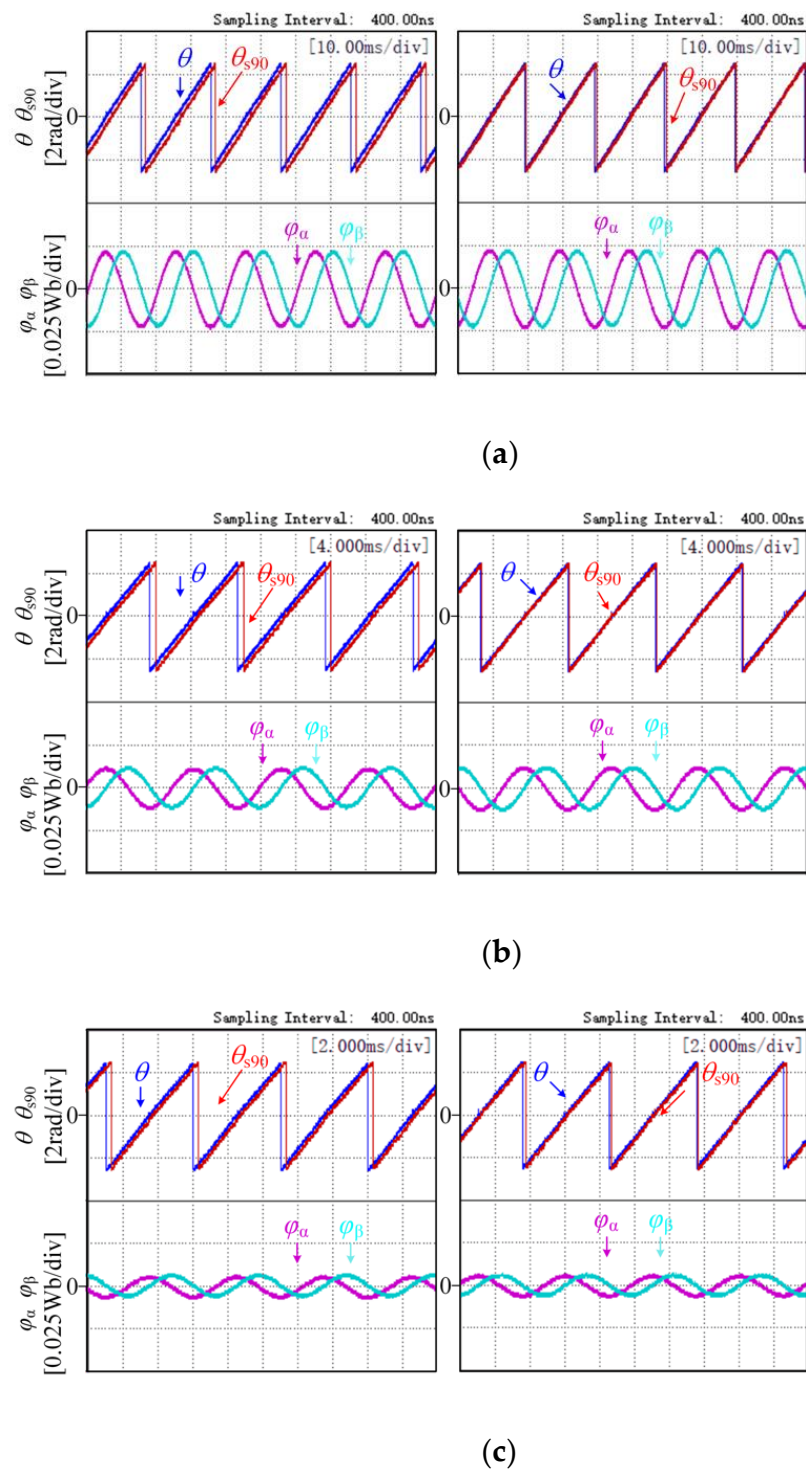 Sampling Interval: 400.00ns
[10.00ms/div]
θ θs90
[2rad/div]
0
θ
θs90
φα φβ
[0.025Wb/div]
0
φα
φβ
Sampling Interval: 400.00ns
[10.00ms/div]
0
θ
θs90
0
φα
φβ
(a)
Sampling Interval: 400.00ns
[4.000ms/div]
θ θs90
[2rad/div]
0
θ
θs90
φα φβ
[0.025Wb/div]
0
φα
φβ
Sampling Interval: 400.00ns
[4.000ms/div]
0
θ
θs90
0
φα
φβ
(b)
Sampling Interval: 400.00ns
[2.000ms/div]
θ θs90
[2rad/div]
0
θ
θs90
φα φβ
[0.025Wb/div]
0
φα
φβ
Sampling Interval: 400.00ns
[2.000ms/div]
0
θ
θs90
0
φα
φβ
(c)